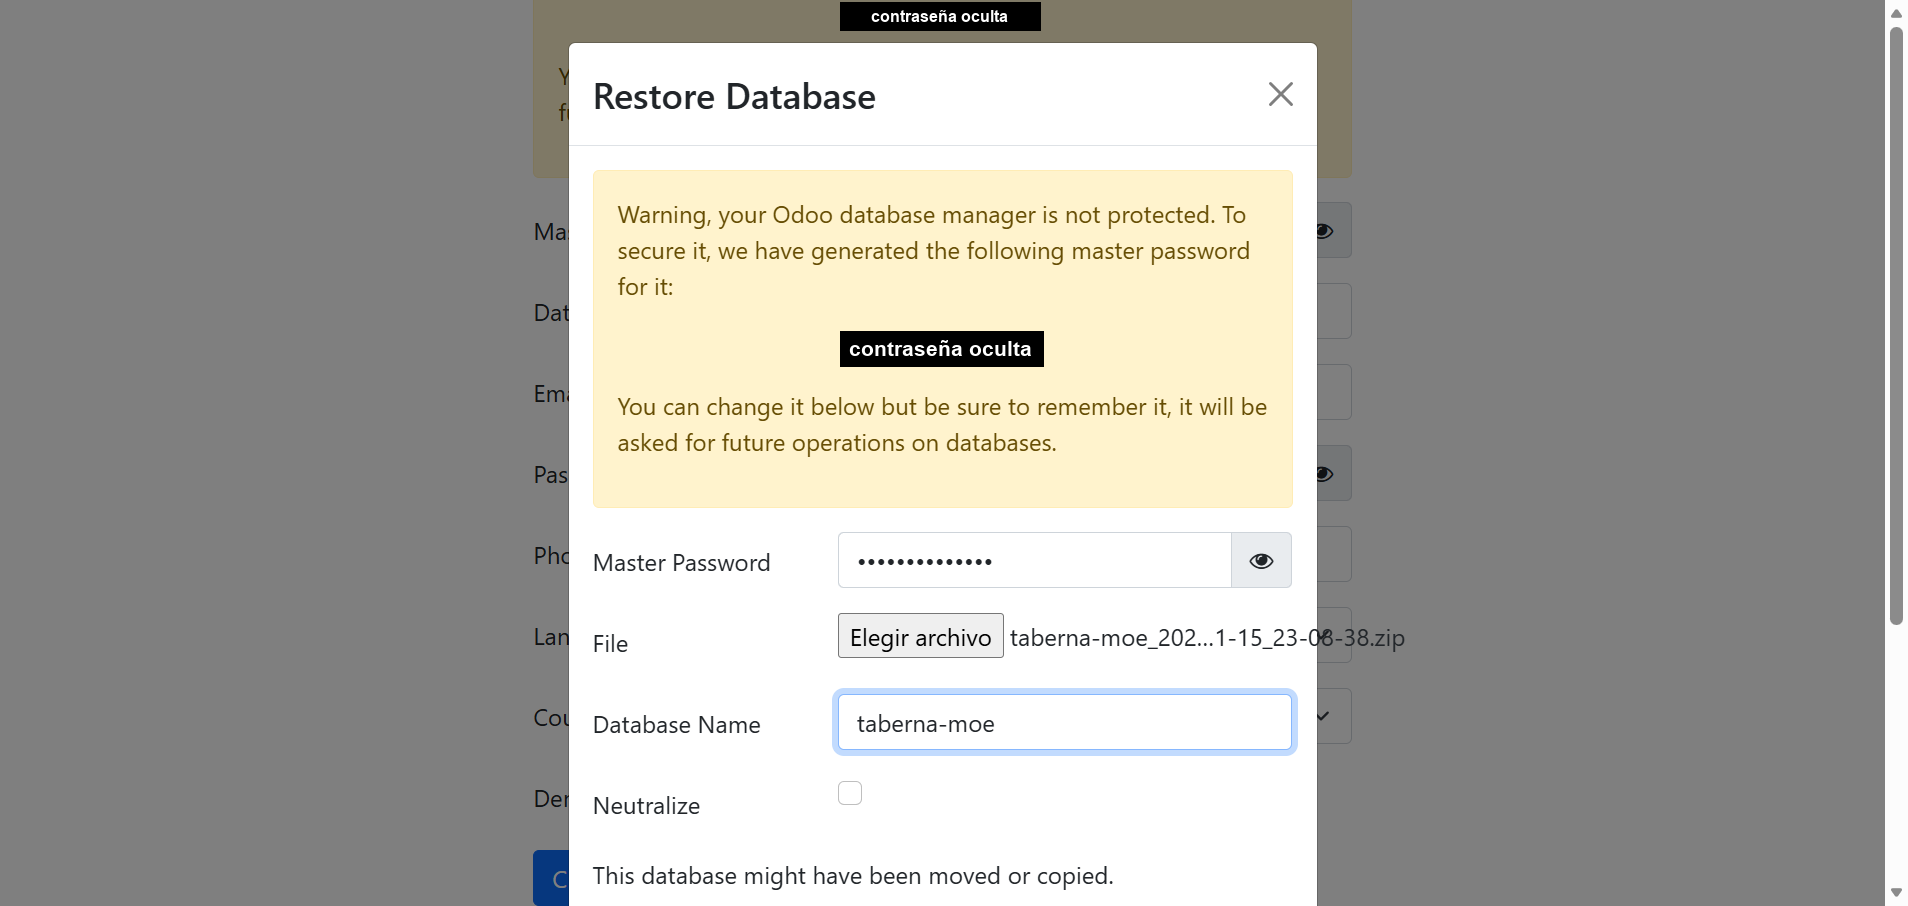 contraseña oculta
Restore Database
Warning, your Odoo database manager is not protected. To
secure it, we have generated the following master password
for it:
contraseña oculta
You can change it below but be sure to remember it, it will be
asked for future operations on databases.
Master Password
File
Elegir archivo taberna-moe_202...1-15_23-08-38.zip
Database Name
taberna-moe
Neutralize
This database might have been moved or copied.